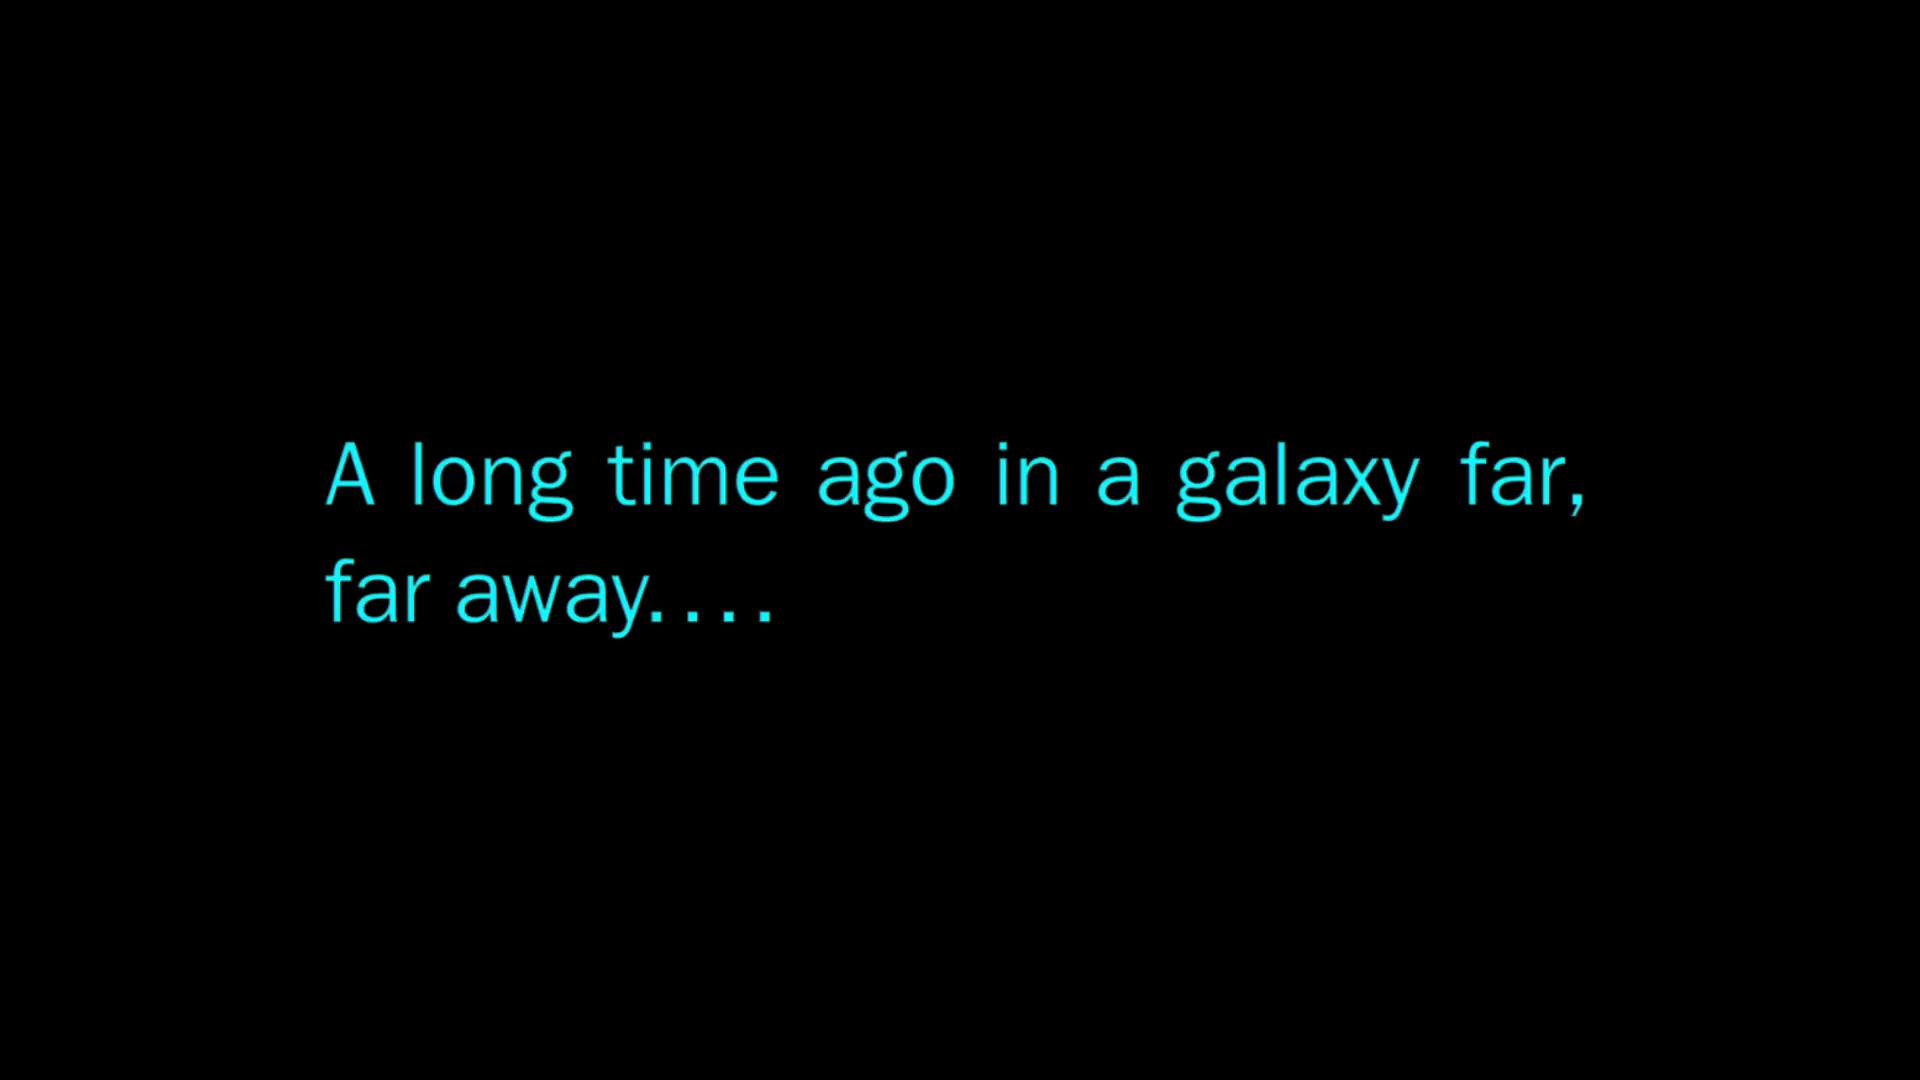 A long time ago in a galaxy far,
far away. . . .